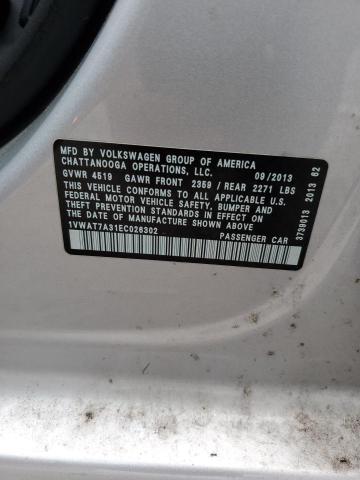 MFD BY VOLKSWAGEN GROUP OF AMERICA
CHATTANOOGA OPERATIONS, LLC. 09/2013
GVWR 4519 GAWR FRONT 2359 / REAR 2271 LBS
THIS VEHICLE CONFORMS TO ALL APPLICABLE U.S.
FEDERAL MOTOR VEHICLE SAFETY, BUMPER, AND
THEFT PREVENTION STANDARDS IN EFFECT ON
THE DATE OF MANUFACTURE SHOWN ABOVE.
1VWAT7A31EC026302 PASSENGER CAR
3739013 2013 62